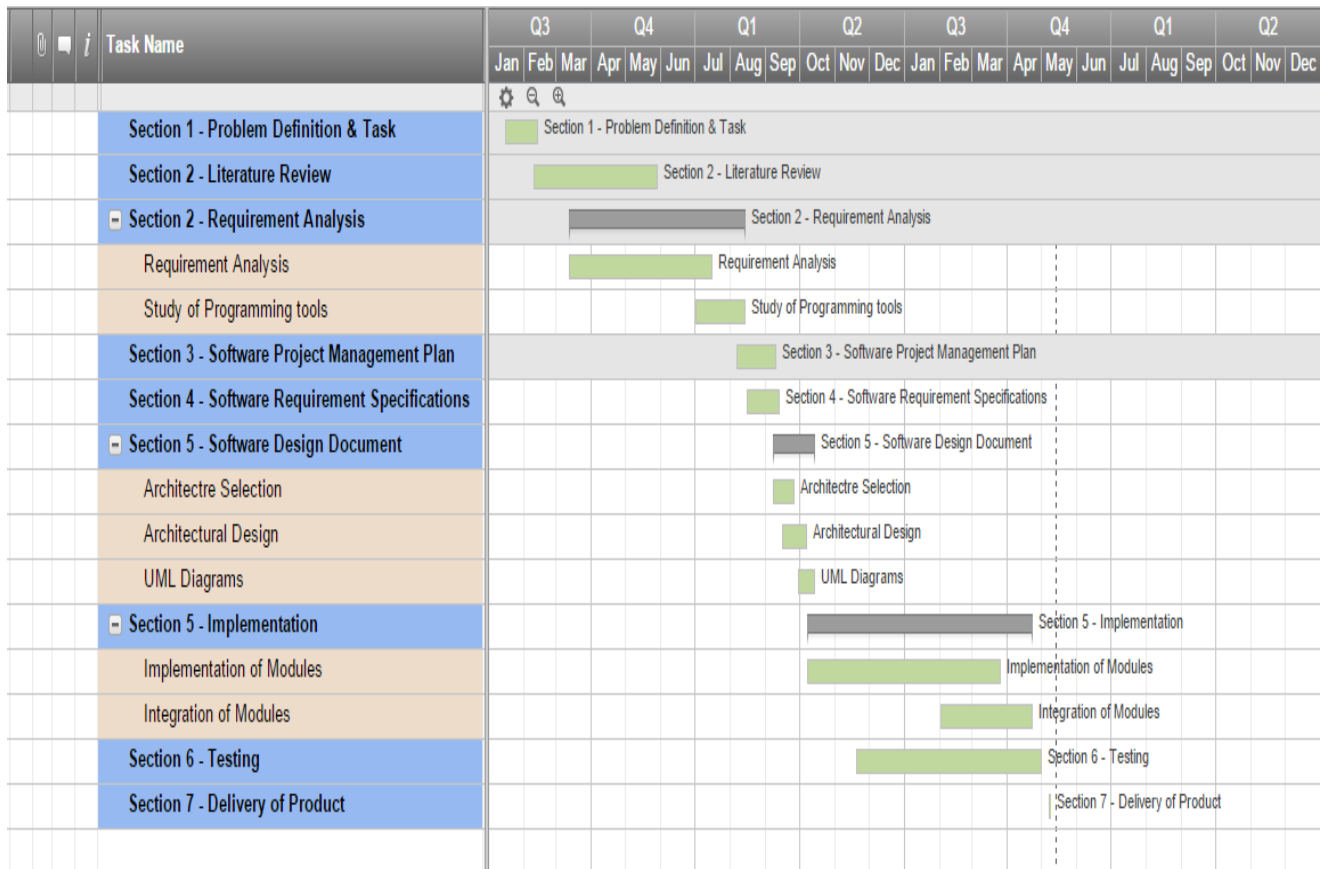 i Task Name
Q3 Q4 Q1 Q2 Q3 Q4 Q1 Q2
Jan Feb Mar Apr May Jun Jul Aug Sep Oct Nov Dec Jan Feb Mar Apr May Jun Jul Aug Sep Oct Nov Dec
Section 1 - Problem Definition & Task Section 1 - Problem Definition & Task
Section 2 - Literature Review Section 2 - Literature Review
Section 2 - Requirement Analysis Section 2 - Requirement Analysis
Requirement Analysis Requirement Analysis
Study of Programming tools Study of Programming tools
Section 3 - Software Project Management Plan Section 3 - Software Project Management Plan
Section 4 - Software Requirement Specifications Section 4 - Software Requirement Specifications
Section 5 - Software Design Document Section 5 - Software Design Document
Architectre Selection Architectre Selection
Architectural Design Architectural Design
UML Diagrams UML Diagrams
Section 5 - Implementation Section 5 - Implementation
Implementation of Modules Implementation of Modules
Integration of Modules Integration of Modules
Section 6 - Testing Section 6 - Testing
Section 7 - Delivery of Product Section 7 - Delivery of Product